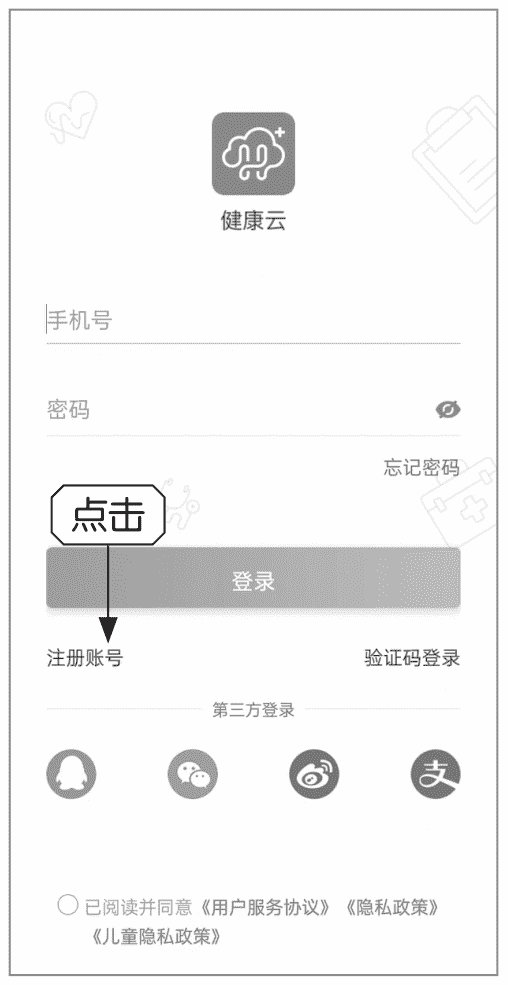 健康云
手机号
密码
忘记密码
点击
登录
注册账号 验证码登录
第三方登录
已阅读并同意《用户服务协议》《隐私政策》
《儿童隐私政策》